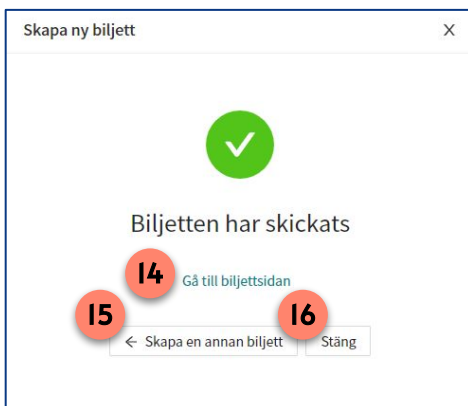 Skapa ny biljett X
Biljetten har skickats
14 Gå till biljettsidan
15 16
← Skapa en annan biljett Stäng